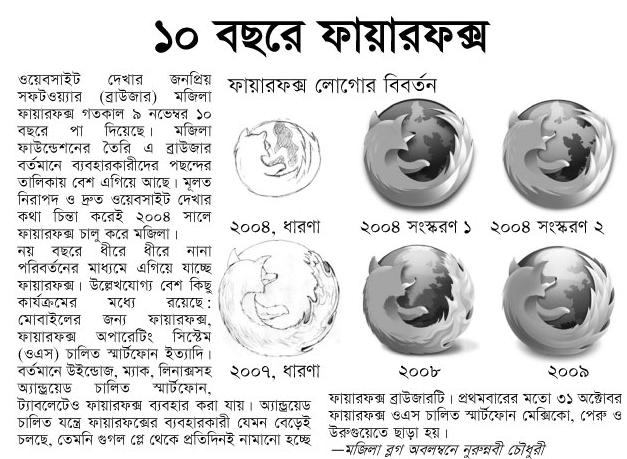 ১০ বছরে ফায়ারফক্স
ওয়েবসাইট দেখার জনপ্রিয়
সফটওয়্যার (ব্রাউজার) মজিলা
ফায়ারফক্স গতকাল ৯ নভেম্বর ১০
বছরে পা দিয়েছে। মজিলা
ফাউন্ডেশনের তৈরি এ ব্রাউজার
বর্তমানে ব্যবহারকারীদের পছন্দের
তালিকায় বেশ এগিয়ে আছে। মূলত
নিরাপদ ও দ্রুত ওয়েবসাইট দেখার
কথা চিন্তা করেই ২০০৪ সালে
ফায়ারফক্স চালু করে মজিলা।
নয় বছরে ধীরে ধীরে নানা
পরিবর্তনের মাধ্যমে এগিয়ে যাচ্ছে
ফায়ারফক্স। উল্লেখযোগ্য বেশ কিছু
কার্যক্রমের মধ্যে রয়েছে:
মোবাইলের জন্য ফায়ারফক্স,
ফায়ারফক্স অপারেটিং সিস্টেম
(ওএস) চালিত স্মার্টফোন ইত্যাদি।
বর্তমানে উইন্ডোজ, ম্যাক, লিনাক্সসহ
অ্যান্ড্রয়েড চালিত স্মার্টফোন,
ট্যাবলেটেও ফায়ারফক্স ব্যবহার করা যায়। অ্যান্ড্রয়েড
চালিত যন্ত্রে ফায়ারফক্সের ব্যবহারকারী যেমন বেড়েই
চলছে, তেমনি গুগল প্লে থেকে প্রতিদিনই নামানো হচ্ছে
ফায়ারফক্স লোগোর বিবর্তন
২০০৪, ধারণা
২০০৪ সংস্করণ ১
২০০৪ সংস্করণ ২
২০০৭, ধারণা
২০০৮
২০০৯
ফায়ারফক্স ব্রাউজারটি। প্রথমবারের মতো ৩১ অক্টোবর
ফায়ারফক্স ওএস চালিত স্মার্টফোন মেক্সিকো, পেরু ও
উরুগুয়েতে ছাড়া হয়।
—মজিলা ব্লগ অবলম্বনে নুরুন্নবী চৌধুরী